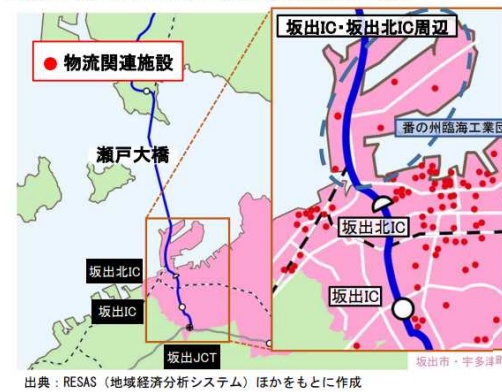 坂出IC・坂出北IC周辺
● 物流関連施設
番の州臨海工業団
瀬戸大橋
坂出北IC
坂出IC
坂出北IC
坂出IC
坂出JCT
坂出市・宇多津町
出典：RESAS（地域経済分析システム）ほかをもとに作成